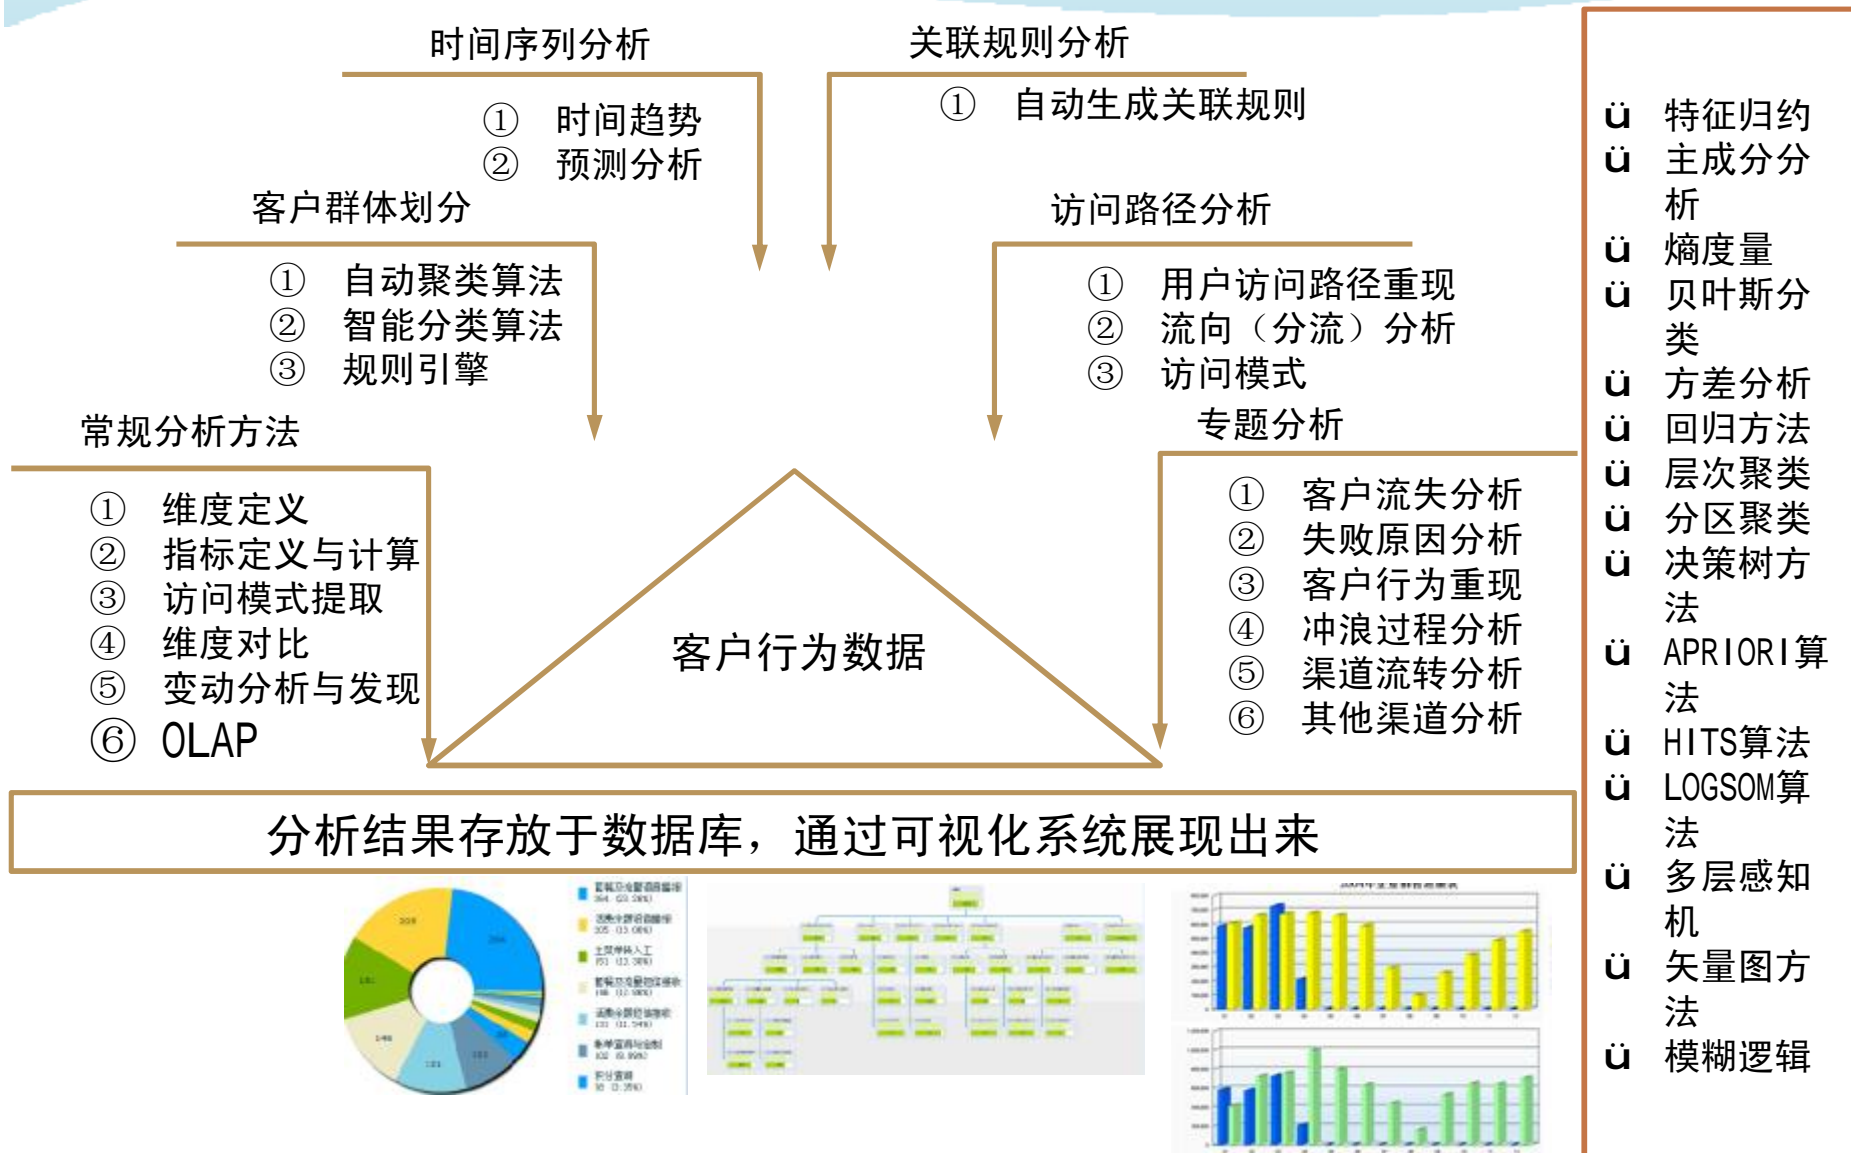 时间序列分析
① 时间趋势
② 预测分析
关联规则分析
① 自动生成关联规则
客户群体划分
① 自动聚类算法
② 智能分类算法
③ 规则引擎
访问路径分析
① 用户访问路径重现
② 流向（分流）分析
③ 访问模式
常规分析方法
① 维度定义
② 指标定义与计算
③ 访问模式提取
④ 维度对比
⑤ 变动分析与发现
⑥ OLAP
专题分析
① 客户流失分析
② 失败原因分析
③ 客户行为重现
④ 冲浪过程分析
⑤ 渠道流转分析
⑥ 其他渠道分析
客户行为数据
分析结果存放于数据库，通过可视化系统展现出来
ü 特征归约
ü 主成分分
析
ü 熵度量
ü 贝叶斯分
类
ü 方差分析
ü 回归方法
ü 层次聚类
ü 分区聚类
ü 决策树方
法
ü APRIORI算
法
ü HITS算法
ü LOGSOM算
法
ü 多层感知
机
ü 矢量图方
法
ü 模糊逻辑